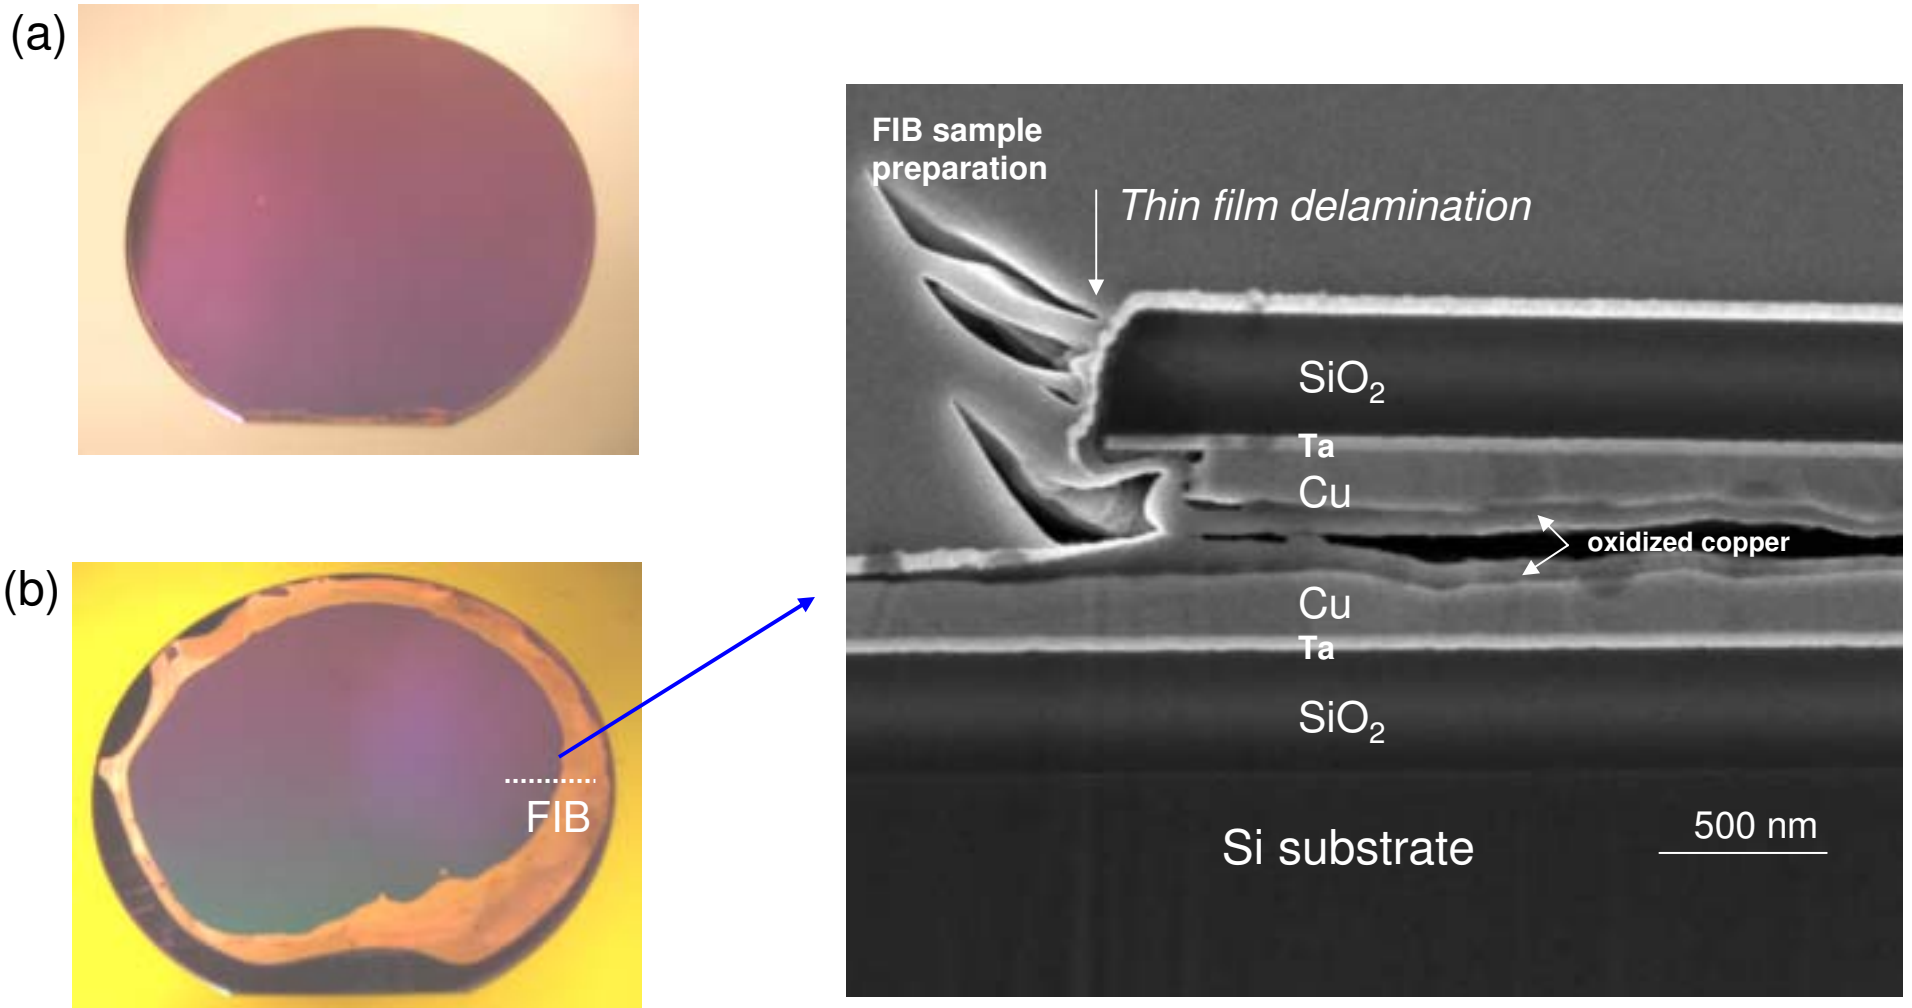 (a)
FIB sample
preparation
Thin film delamination
SiO₂
Ta
Cu
oxidized copper
Cu
Ta
SiO₂
Si substrate
500 nm
(b)
FIB